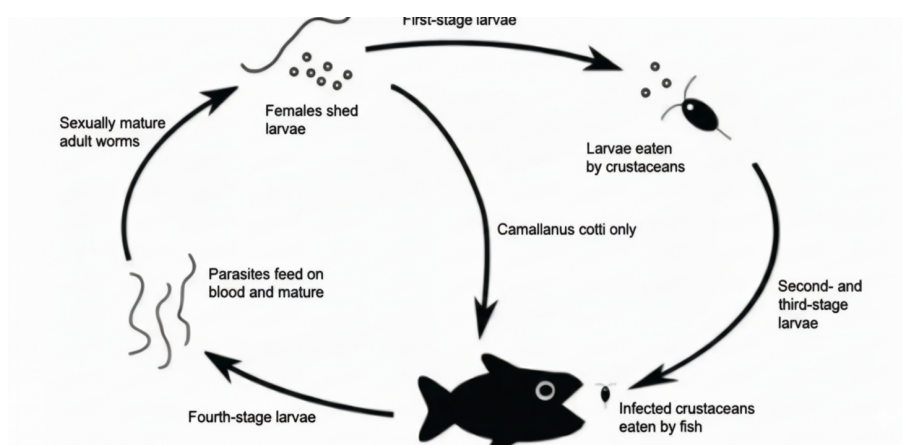 First-stage larvae
Females shed
larvae
Sexually mature
adult worms
Larvae eaten
by crustaceans
Camallanus cotti only
Parasites feed on
blood and mature
Second- and
third-stage
larvae
Fourth-stage larvae
Infected crustaceans
eaten by fish